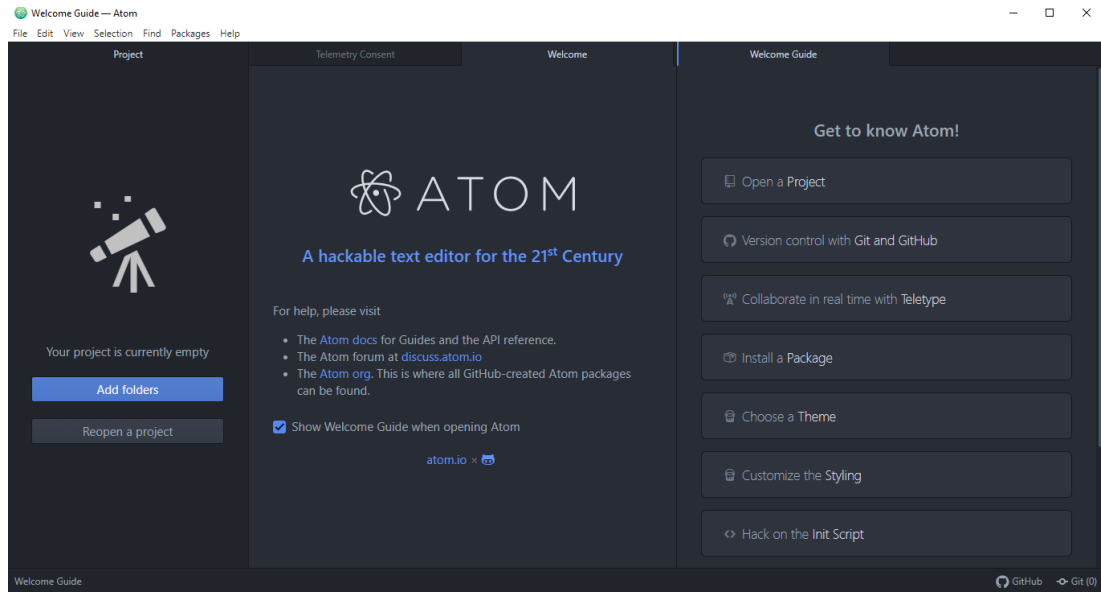 Welcome Guide — Atom
File Edit View Selection Find Packages Help
Project
Telemetry Consent
Welcome
Welcome Guide
Your project is currently empty
Add folders
Reopen a project
ATOM
A hackable text editor for the 21st Century
For help, please visit
• The Atom docs for Guides and the API reference.
• The Atom forum at discuss.atom.io
• The Atom org. This is where all GitHub-created Atom packages
can be found.
Show Welcome Guide when opening Atom
atom.io ×
Get to know Atom!
Open a Project
Version control with Git and GitHub
Collaborate in real time with Teletype
Install a Package
Choose a Theme
Customize the Styling
Hack on the Init Script
Welcome Guide
GitHub
Git (0)